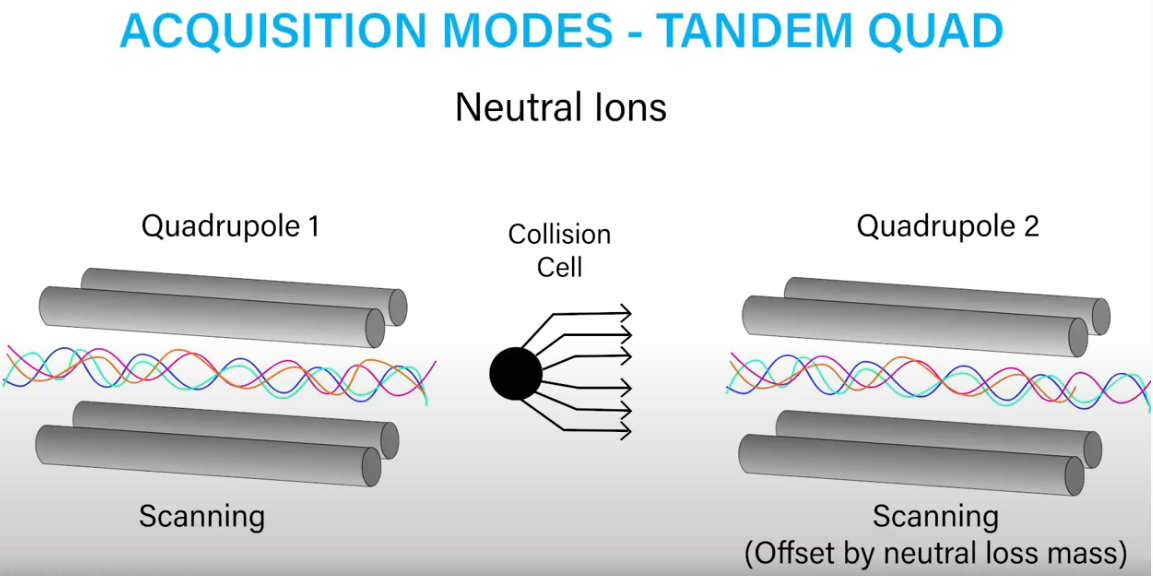 ACQUISITION MODES - TANDEM QUAD
Neutral Ions
Quadrupole 1
Collision
Cell
Quadrupole 2
Scanning
Scanning
(Offset by neutral loss mass)